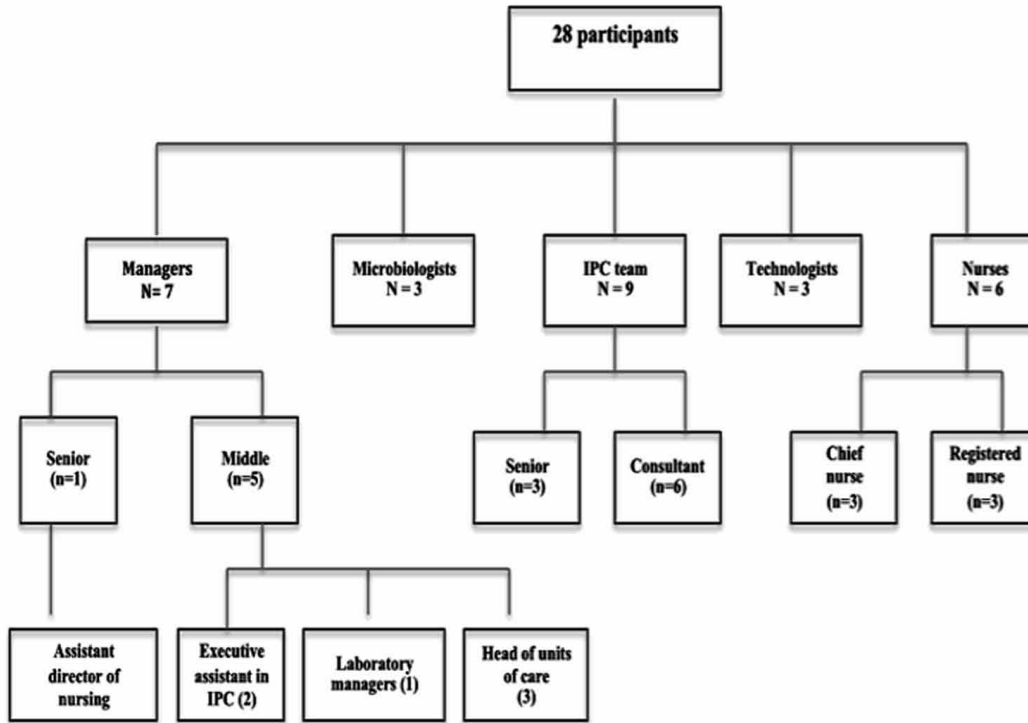 28 participants
Managers
N= 7
Microbiologists
N = 3
IPC team
N = 9
Technologists
N = 3
Nurses
N = 6
Senior
(n=1)
Middle
(n=5)
Senior
(n=3)
Consultant
(n=6)
Chief
nurse
(n=3)
Registered
nurse
(n=3)
Assistant
director of
nursing
Executive
assistant in
IPC (2)
Laboratory
managers (1)
Head of units
of care
(3)